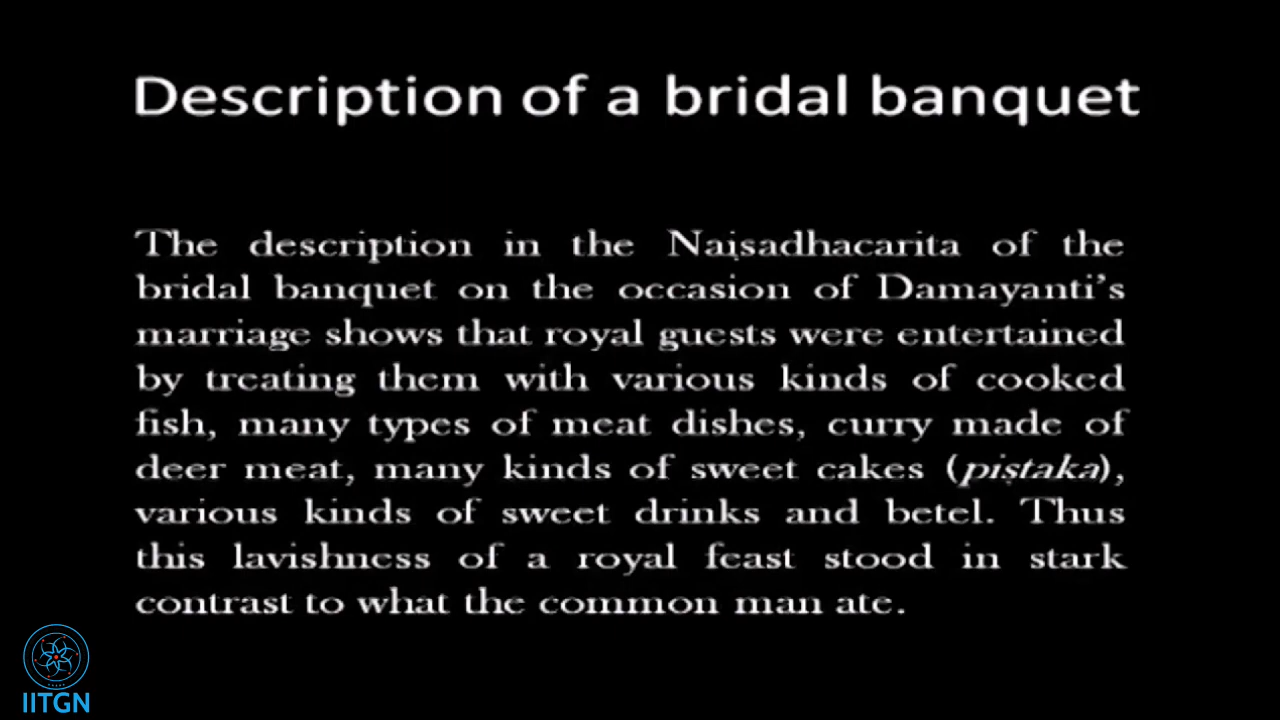 Description of a bridal banquet
The description in the Naiṣadhacarita of the
bridal banquet on the occasion of Damayanti’s
marriage shows that royal guests were entertained
by treating them with various kinds of cooked
fish, many types of meat dishes, curry made of
deer meat, many kinds of sweet cakes (piṣtaka),
various kinds of sweet drinks and betel. Thus
this lavishness of a royal feast stood in stark
contrast to what the common man ate.
IITGN